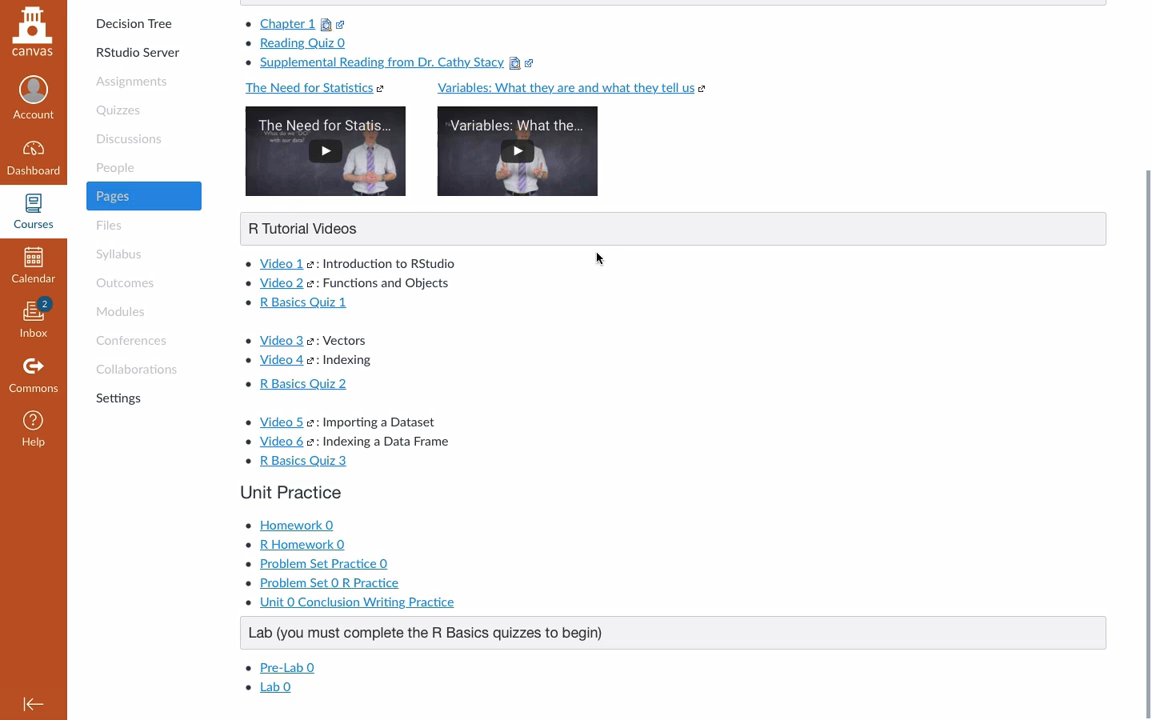 canvas
Account
Dashboard
Courses
Calendar
2
Inbox
Commons
Help
Decision Tree
RStudio Server
Assignments
Quizzes
Discussions
People
Pages
Files
Syllabus
Outcomes
Modules
Conferences
Collaborations
Settings
Chapter 1
Reading Quiz 0
Supplemental Reading from Dr. Cathy Stacy
The Need for Statistics
Variables: What they are and what they tell us
The Need for Statis...
Variables: What the...
R Tutorial Videos
Video 1 : Introduction to RStudio
Video 2 : Functions and Objects
R Basics Quiz 1
Video 3 : Vectors
Video 4 : Indexing
R Basics Quiz 2
Video 5 : Importing a Dataset
Video 6 : Indexing a Data Frame
R Basics Quiz 3
Unit Practice
Homework 0
R Homework 0
Problem Set Practice 0
Problem Set 0 R Practice
Unit 0 Conclusion Writing Practice
Lab (you must complete the R Basics quizzes to begin)
Pre-Lab 0
Lab 0